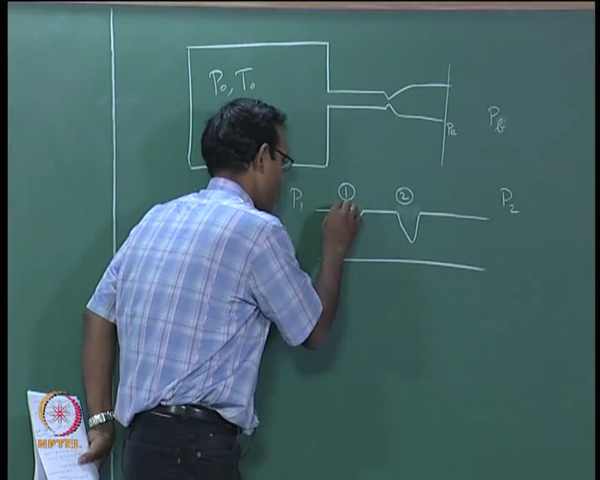 P₀, T₀
Pₑ
P_b
P₁
①
②
P₂
NPTEL